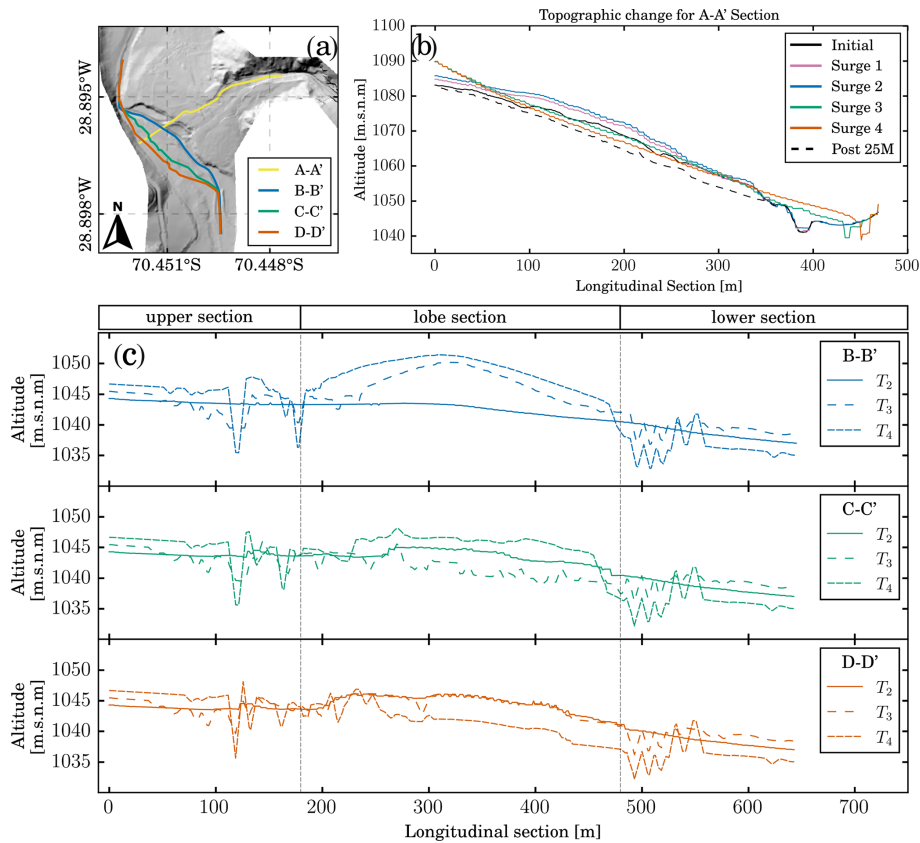 (a)
28.895°W
28.898°W
N
A-A'
B-B'
C-C'
D-D'
70.451°S
70.448°S
Topographic change for A-A' Section
(b)
Altitude [m.s.n.m]
1100
1090
1080
1070
1060
1050
1040
Initial
Surge 1
Surge 2
Surge 3
Surge 4
Post 25M
0
100
200
300
400
500
Longitudinal Section [m]
upper section
lobe section
lower section
(c)
Altitude
[m.s.n.m]
1050
1045
1040
1035
B-B'
T2
T3
T4
Altitude
[m.s.n.m]
1050
1045
1040
1035
C-C'
T2
T3
T4
Altitude
[m.s.n.m]
1050
1045
1040
1035
D-D'
T2
T3
T4
0
100
200
300
400
500
600
700
Longitudinal section [m]